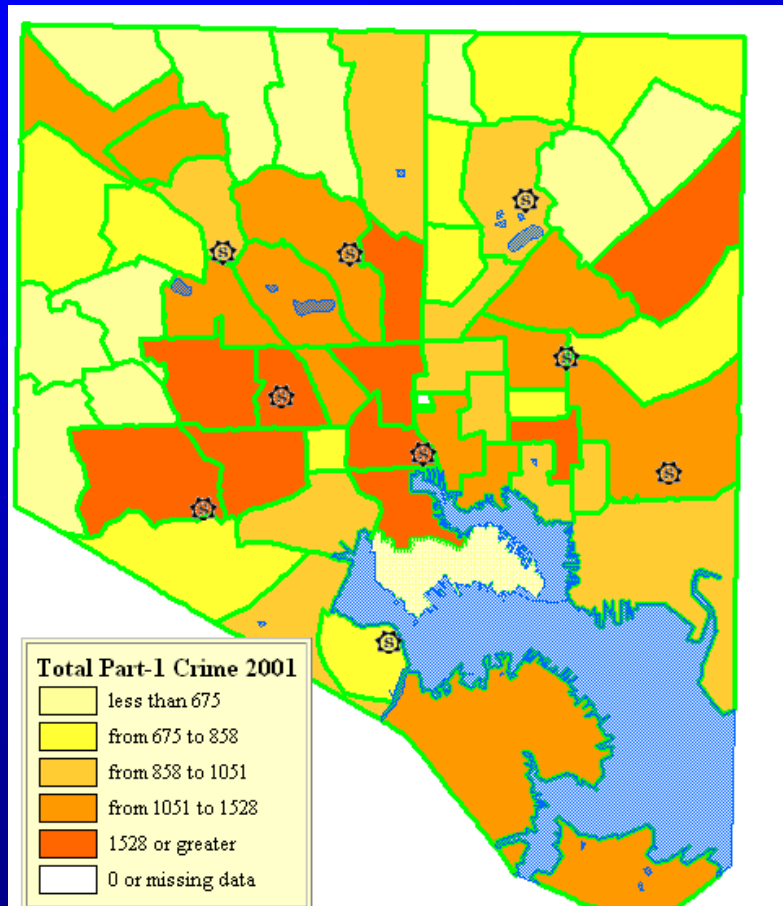 S
S
S
S
S
S
S
S
S
Total Part-1 Crime 2001
less than 675
from 675 to 858
from 858 to 1051
from 1051 to 1528
1528 or greater
0 or missing data